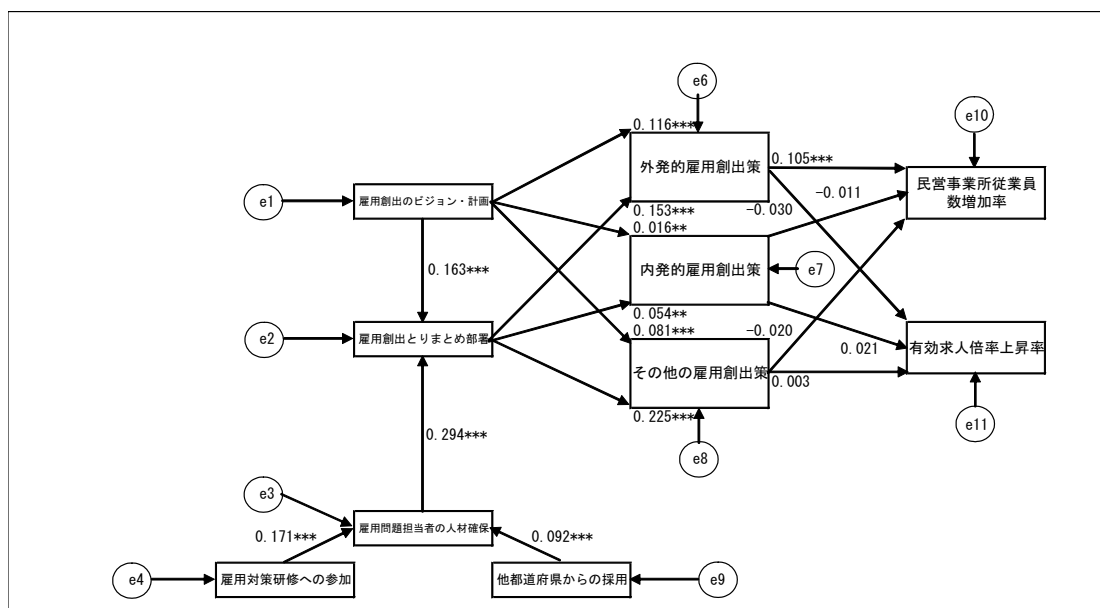 e6
e10
0.116***
外発的雇用創出策
0.105***
民営事業所従業員
数増加率
e1
雇用創出のビジョン・計画
-0.011
0.153***
-0.030
0.016**
内発的雇用創出策
e7
0.163***
0.054**
e2
雇用創出とりまとめ部署
0.081***
-0.020
有効求人倍率上昇率
その他の雇用創出策
0.021
0.003
0.225***
e11
0.294***
e8
e3
雇用問題担当者の人材確保
0.171***
0.092***
e4
雇用対策研修への参加
他都道府県からの採用
e9